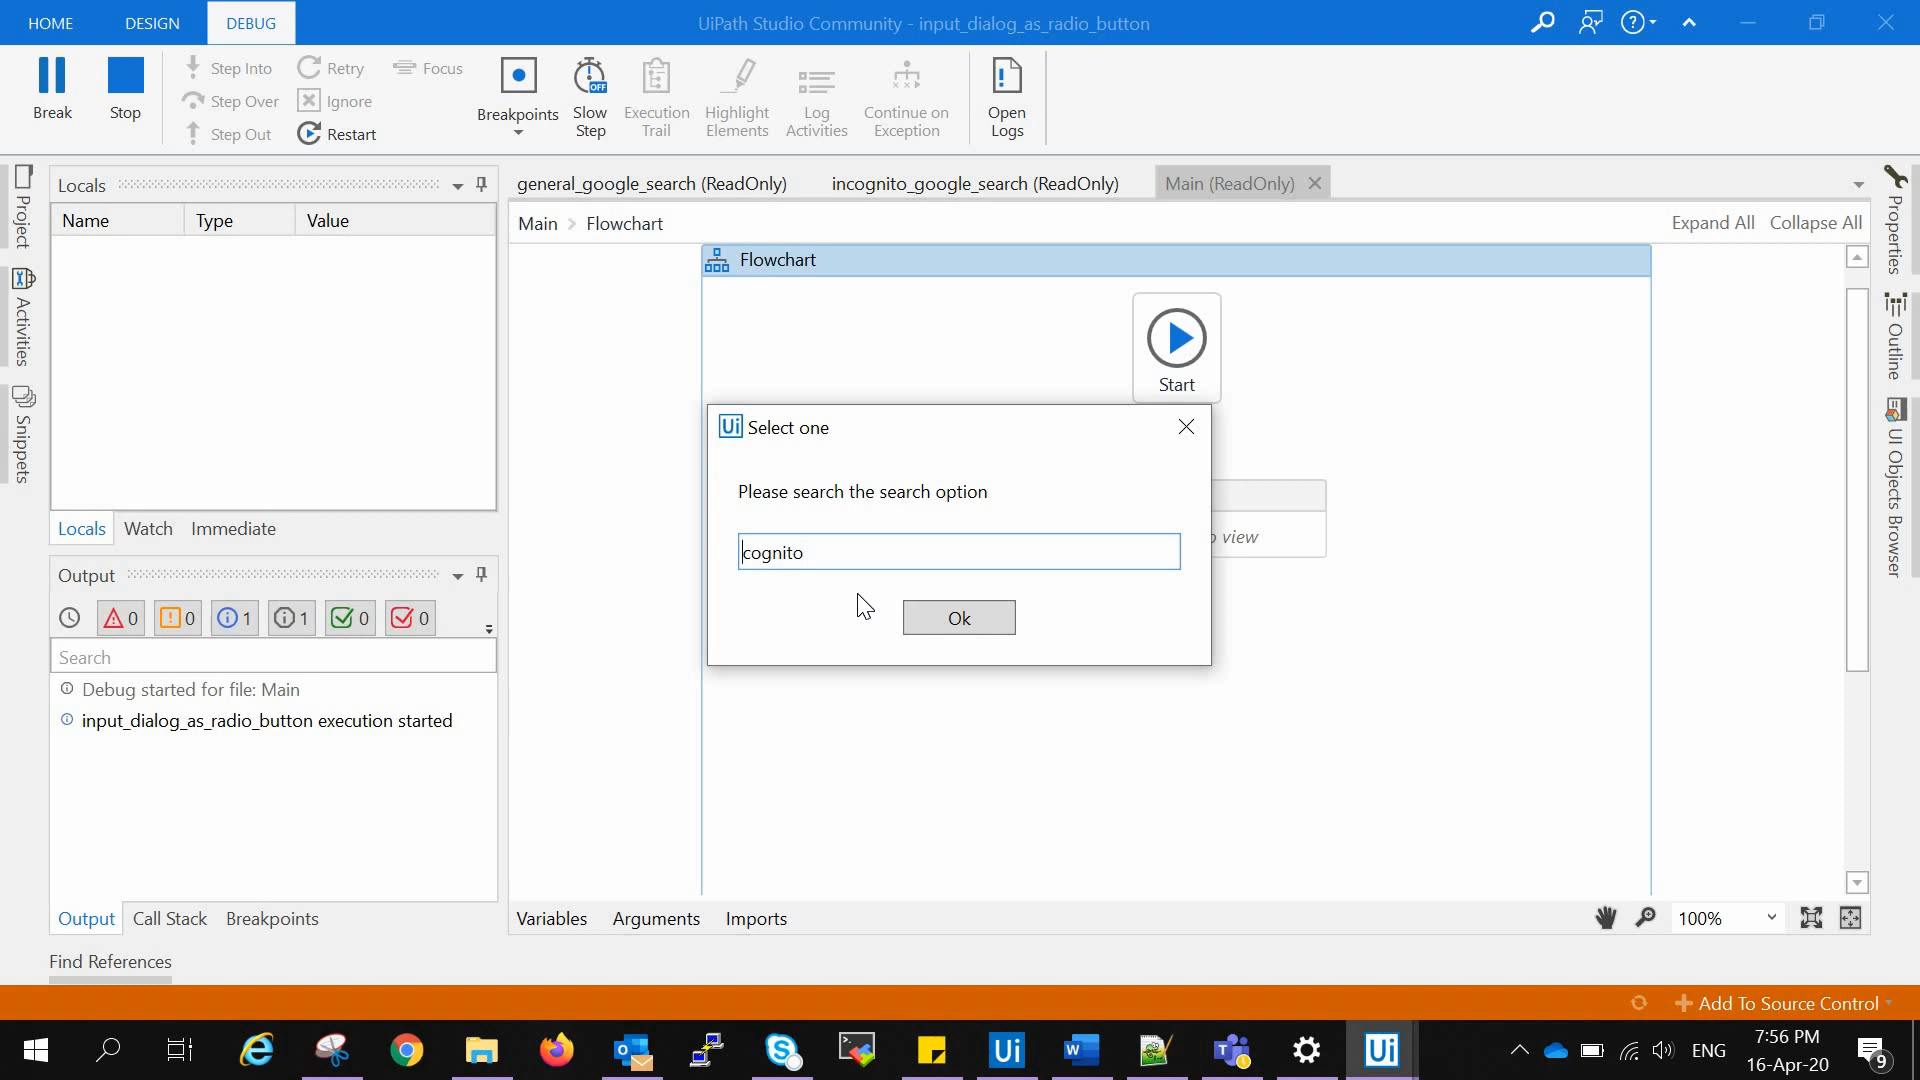 HOME DESIGN DEBUG
UiPath Studio Community - input_dialog_as_radio_button
Break
Stop
Step Into
Step Over
Step Out
Retry
Ignore
Restart
Focus
Breakpoints
Slow
Step
OFF
Execution
Trail
Highlight
Elements
Log
Activities
Continue on
Exception
Open
Logs
Project
Activities
Snippets
Locals
Name Type Value
Locals Watch Immediate
Output
0 0 1 1 0 0
Search
Debug started for file: Main
input_dialog_as_radio_button execution started
Output Call Stack Breakpoints
Find References
general_google_search (ReadOnly) incognito_google_search (ReadOnly) Main (ReadOnly)
Main Flowchart
Expand All Collapse All
Flowchart
Start
view
Ui Select one
Please search the search option
cognito
Ok
Variables Arguments Imports
100%
Properties
Outline
UI Objects Browser
Add To Source Control
Ui
Ui
ENG
7:56 PM
16-Apr-20
9